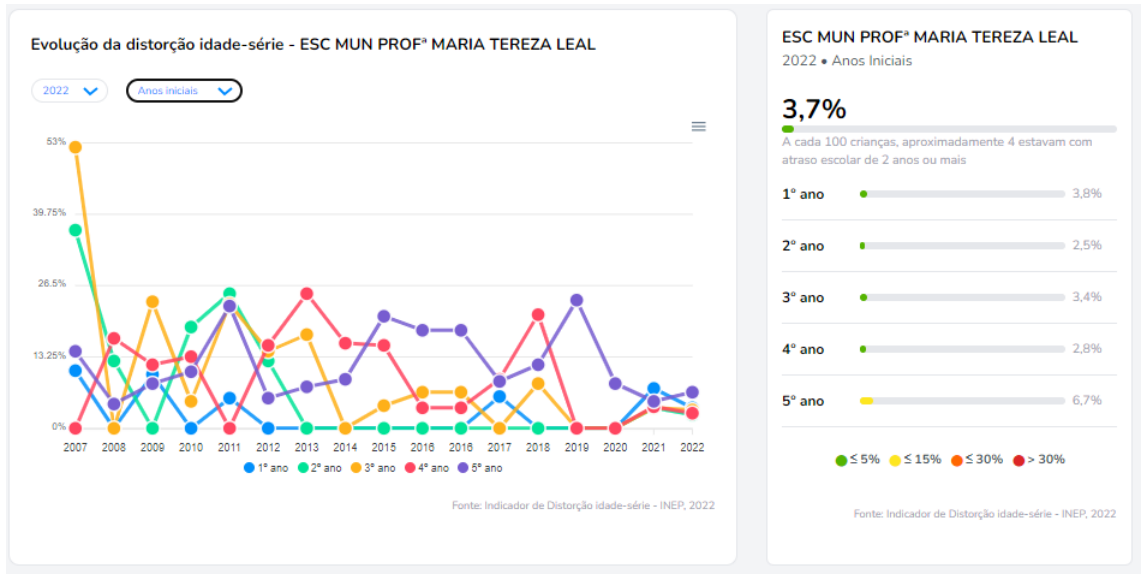 Evolução da distorção idade-série - ESC MUN PROFª MARIA TEREZA LEAL
2022
Anos iniciais
53%
39.75%
26.5%
13.25%
0%
2007 2008 2009 2010 2011 2012 2013 2014 2015 2016 2016 2017 2018 2019 2020 2021 2022
1º ano 2º ano 3º ano 4º ano 5º ano
Fonte: Indicador de Distorção idade-série - INEP, 2022
ESC MUN PROFª MARIA TEREZA LEAL
2022 • Anos Iniciais
3,7%
A cada 100 crianças, aproximadamente 4 estavam com
atraso escolar de 2 anos ou mais
1º ano 3,8%
2º ano 2,5%
3º ano 3,4%
4º ano 2,8%
5º ano 6,7%
≤ 5% ≤ 15% ≤ 30% > 30%
Fonte: Indicador de Distorção idade-série - INEP, 2022